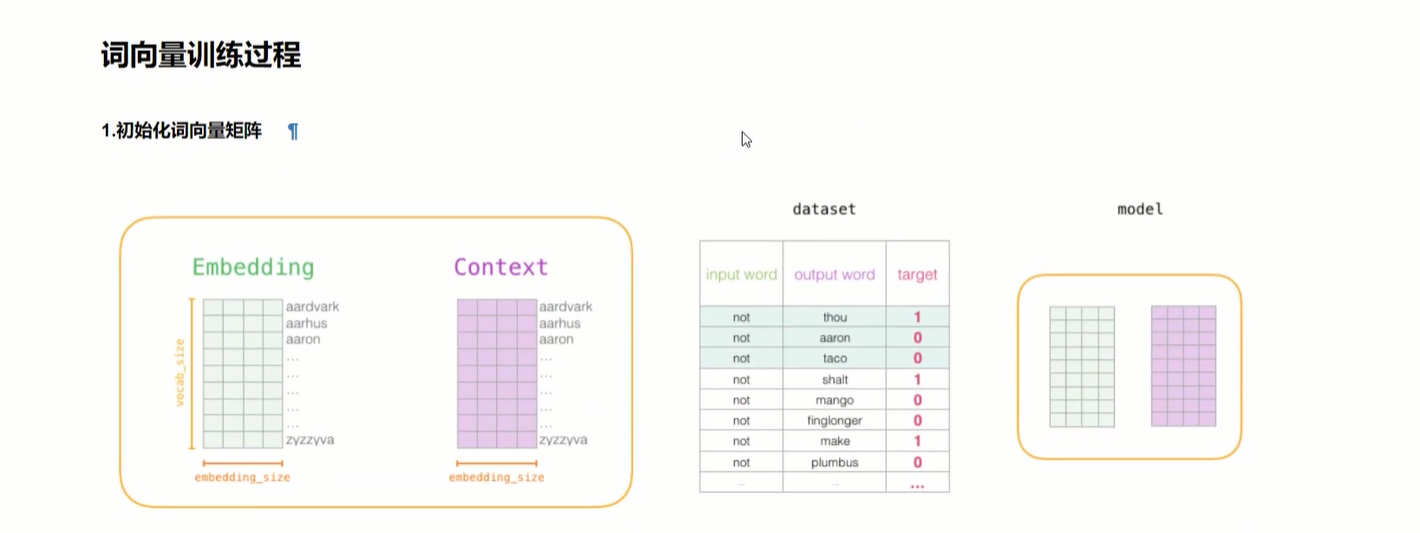 词向量训练过程
1.初始化词向量矩阵 ¶
Embedding
Context
vocab_size
aardvark
aarhus
aaron
...
...
...
...
...
zyzzyva
embedding_size
aardvark
aarhus
aaron
...
...
...
...
...
zyzzyva
embedding_size
dataset
input word output word target
not thou 1
not aaron 0
not taco 0
not shalt 1
not mango 0
not finglonger 0
not make 1
not plumbus 0
... ... ...
model